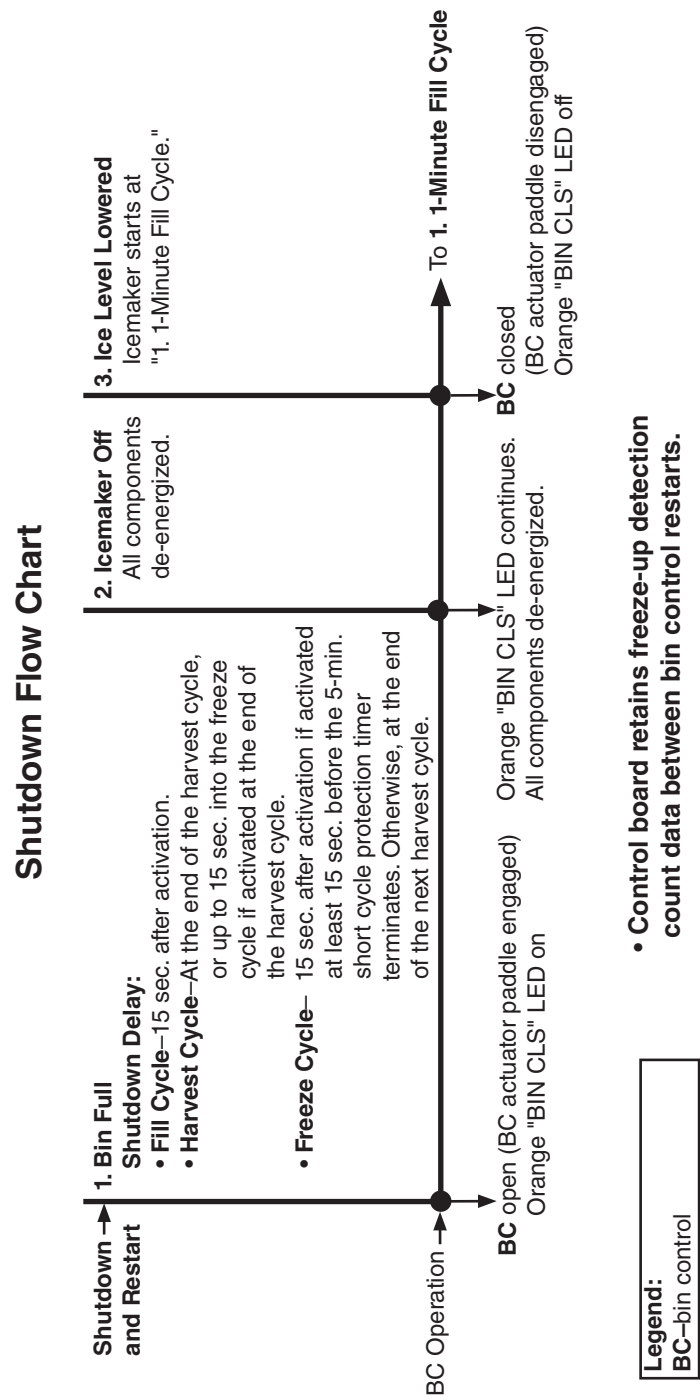 Shutdown Flow Chart
Shutdown
and Restart
1. Bin Full
Shutdown Delay:
• Fill Cycle–15 sec. after activation.
• Harvest Cycle–At the end of the harvest cycle,
or up to 15 sec. into the freeze
cycle if activated at the end of
the harvest cycle.
• Freeze Cycle– 15 sec. after activation if activated
at least 15 sec. before the 5-min.
short cycle protection timer
terminates. Otherwise, at the end
of the next harvest cycle.
2. Icemaker Off
All components
de-energized.
3. Ice Level Lowered
Icemaker starts at
"1. 1-Minute Fill Cycle."
BC Operation
To 1. 1-Minute Fill Cycle
BC open (BC actuator paddle engaged)
Orange "BIN CLS" LED on
Orange "BIN CLS" LED continues.
All components de-energized.
BC closed
(BC actuator paddle disengaged)
Orange "BIN CLS" LED off
Legend:
BC–bin control
• Control board retains freeze-up detection
count data between bin control restarts.